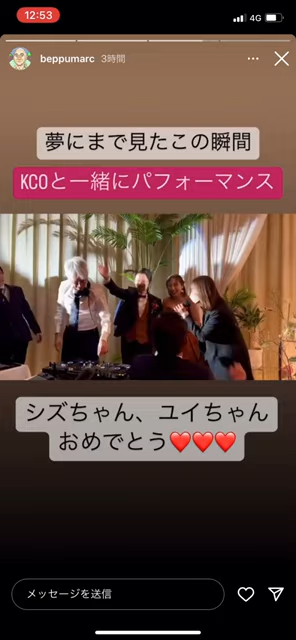 12:53
4G
beppumarc 3時間
夢にまで見たこの瞬間
KCOと一緒にパフォーマンス
シズちゃん、ユイちゃん
おめでとう❤️❤️❤️
メッセージを送信